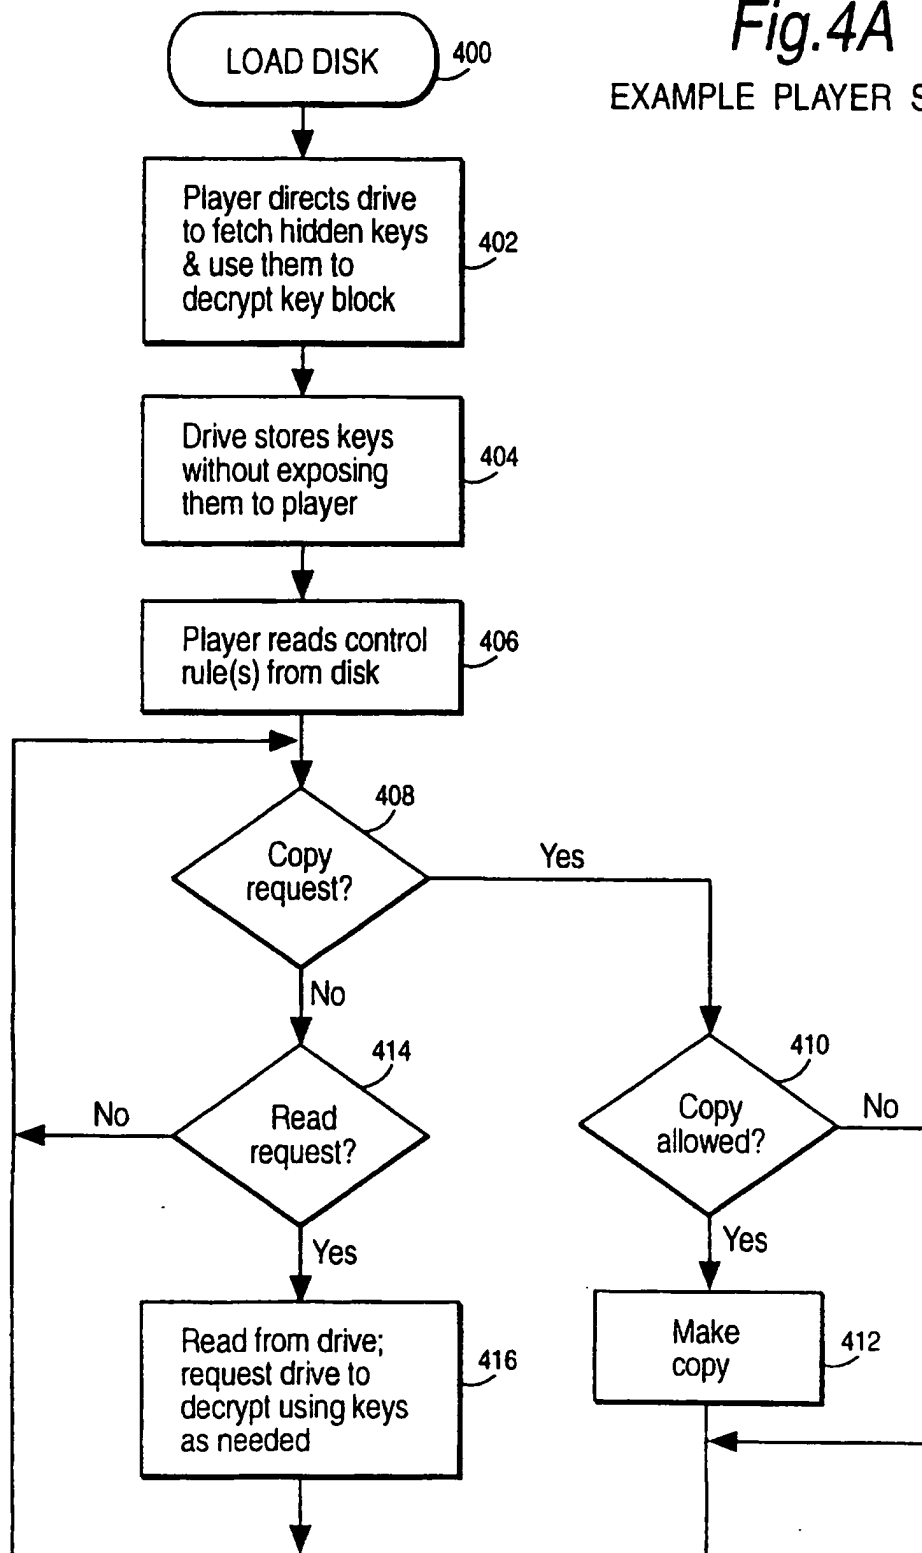 Fig.4A
EXAMPLE PLAYER
LOAD DISK
400
Player directs drive
to fetch hidden keys
& use them to
decrypt key block
402
Drive stores keys
without exposing
them to player
404
Player reads control
rule(s) from disk
406
408
Copy
request?
Yes
No
414
410
No
Read
request?
Copy
allowed?
No
Yes
Yes
Read from drive;
request drive to
decrypt using keys
as needed
416
Make
copy
412